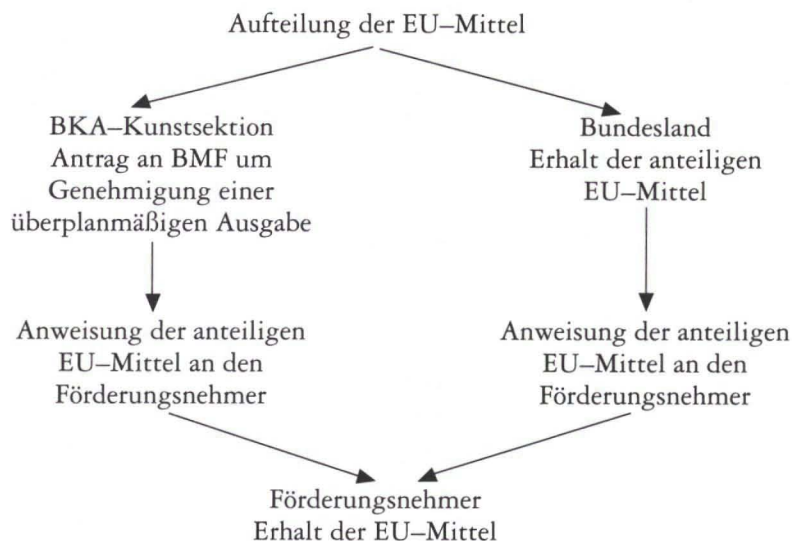 Aufteilung der EU–Mittel
BKA–Kunstsektion
Antrag an BMF um
Genehmigung einer
überplanmäßigen Ausgabe
Bundesland
Erhalt der anteiligen
EU–Mittel
Anweisung der anteiligen
EU–Mittel an den
Förderungsnehmer
Anweisung der anteiligen
EU–Mittel an den
Förderungsnehmer
Förderungsnehmer
Erhalt der EU–Mittel